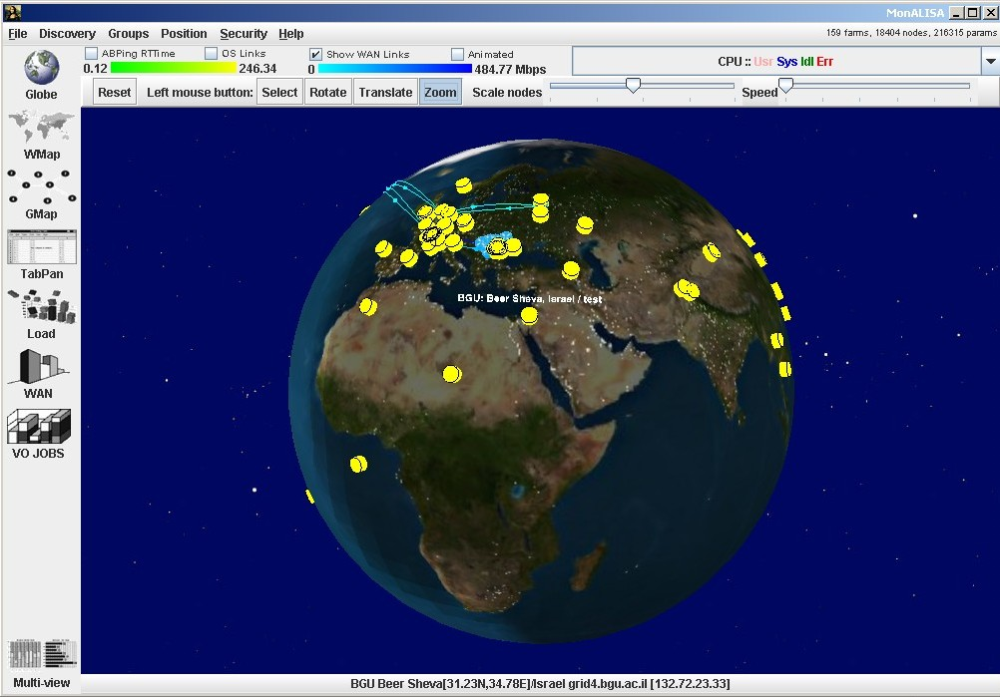 MonALISA
File Discovery Groups Position Security Help
159 farms, 18404 nodes, 216315 params
ABPing RTTime OS Links Show WAN Links Animated
0.12 246.34 0 484.77 Mbps
CPU :: Usr Sys Idl Err
Reset Left mouse button: Select Rotate Translate Zoom Scale nodes Speed
Globe
WMap
GMap
TabPan
Load
WAN
VO JOBS
Multi-view
BGU: Beer Sheva, Israel / test
BGU Beer Sheva[31.23N,34.78E]/Israel grid4.bgu.ac.il [132.72.23.33]